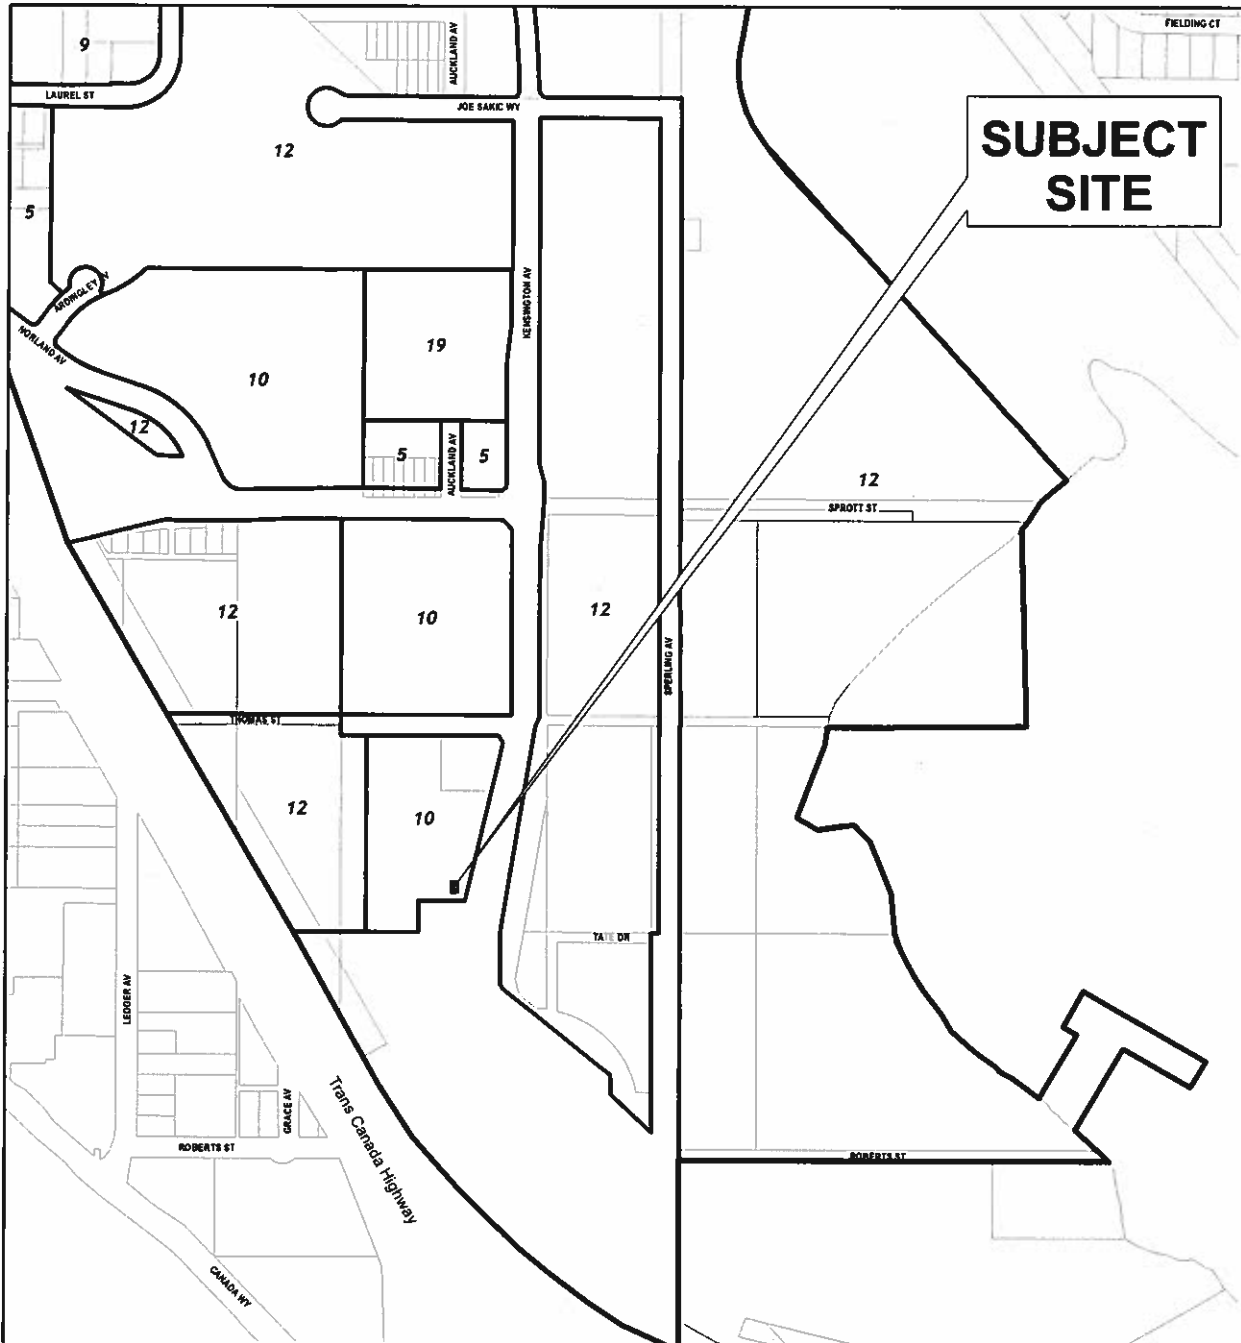 FIELDING CT
9
AUCKLAND AV
LAUREL ST
JOE SAKIC WY
SUBJECT
SITE
12
5
ARDINGLEY AV
KENSINGTON AV
NORLAND AV
19
10
12
5
AUCKLAND AV
5
12
SPROTT ST
12
10
12
SPERLING AV
THOMAS ST
12
10
TATE DR
LEDGER AV
Trans Canada Highway
GRACE AV
ROBERTS ST
ROBERTS ST
CANADA WY